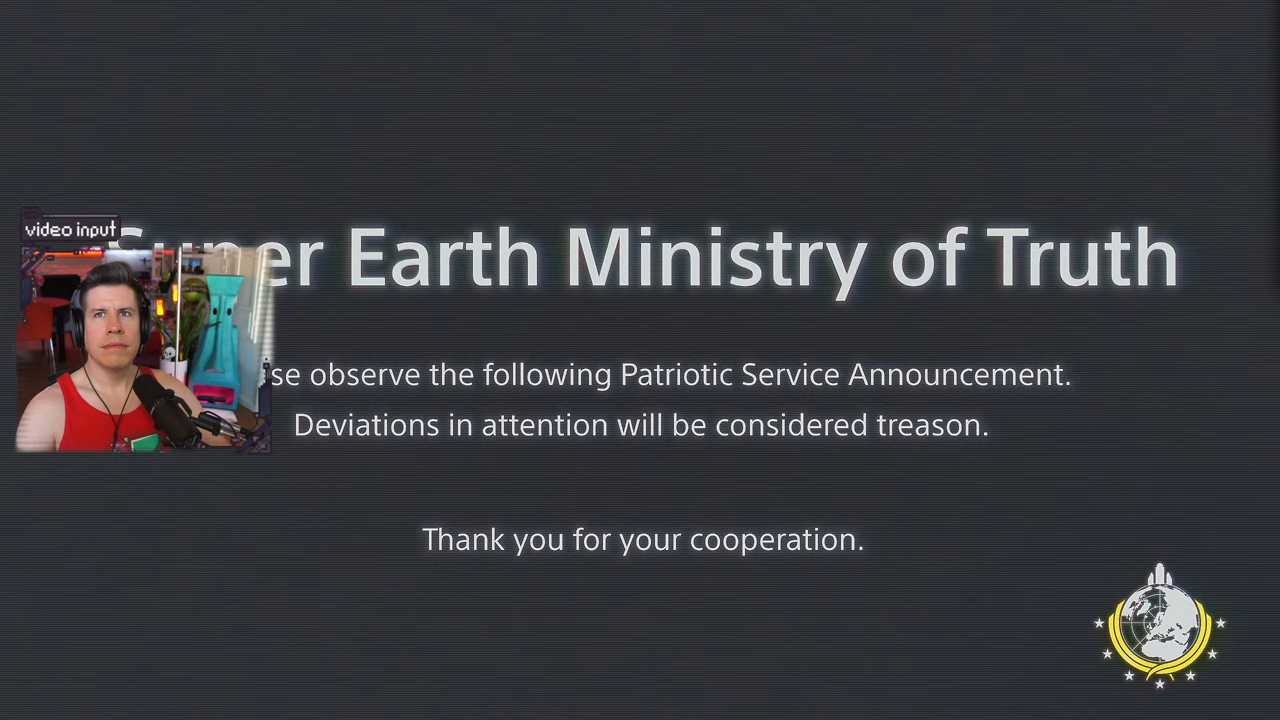 video input
Super Earth Ministry of Truth
se observe the following Patriotic Service Announcement.
Deviations in attention will be considered treason.
Thank you for your cooperation.